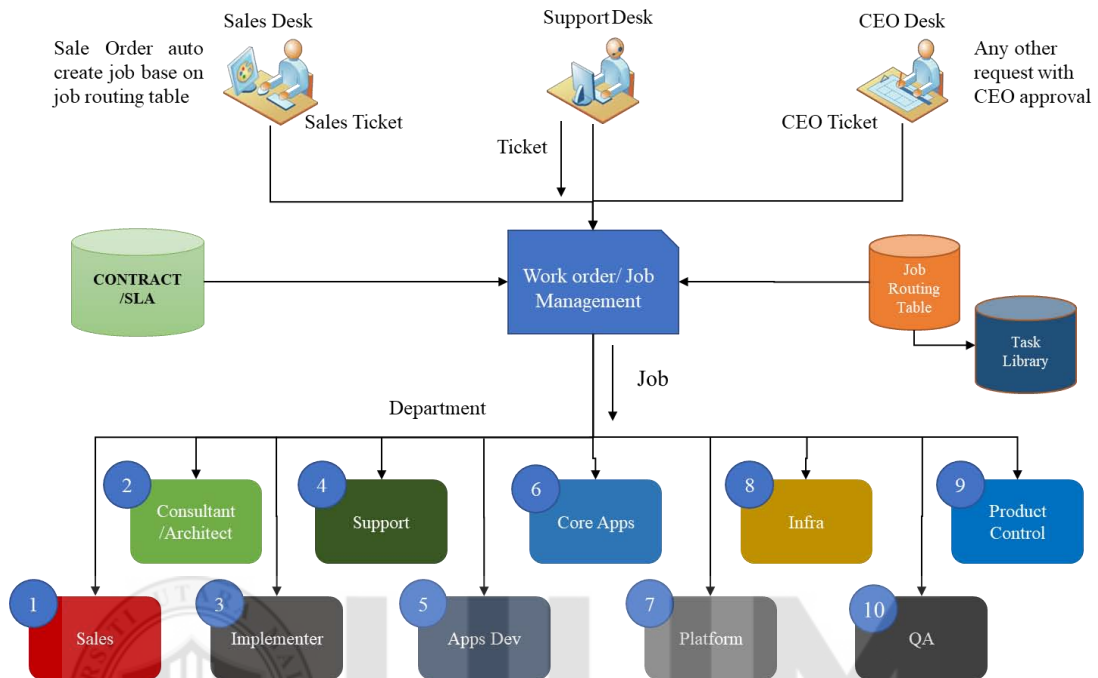 Sales Desk
Support Desk
CEO Desk
Sale Order auto
create job base on
job routing table
Any other
request with
CEO approval
Sales Ticket
Ticket
CEO Ticket
CONTRACT
/SLA
Work order/ Job
Management
Job
Routing
Table
Task
Library
Job
Department
2
Consultant
/Architect
4
Support
6
Core Apps
8
Infra
9
Product
Control
1
Sales
3
Implementer
5
Apps Dev
7
Platform
10
QA